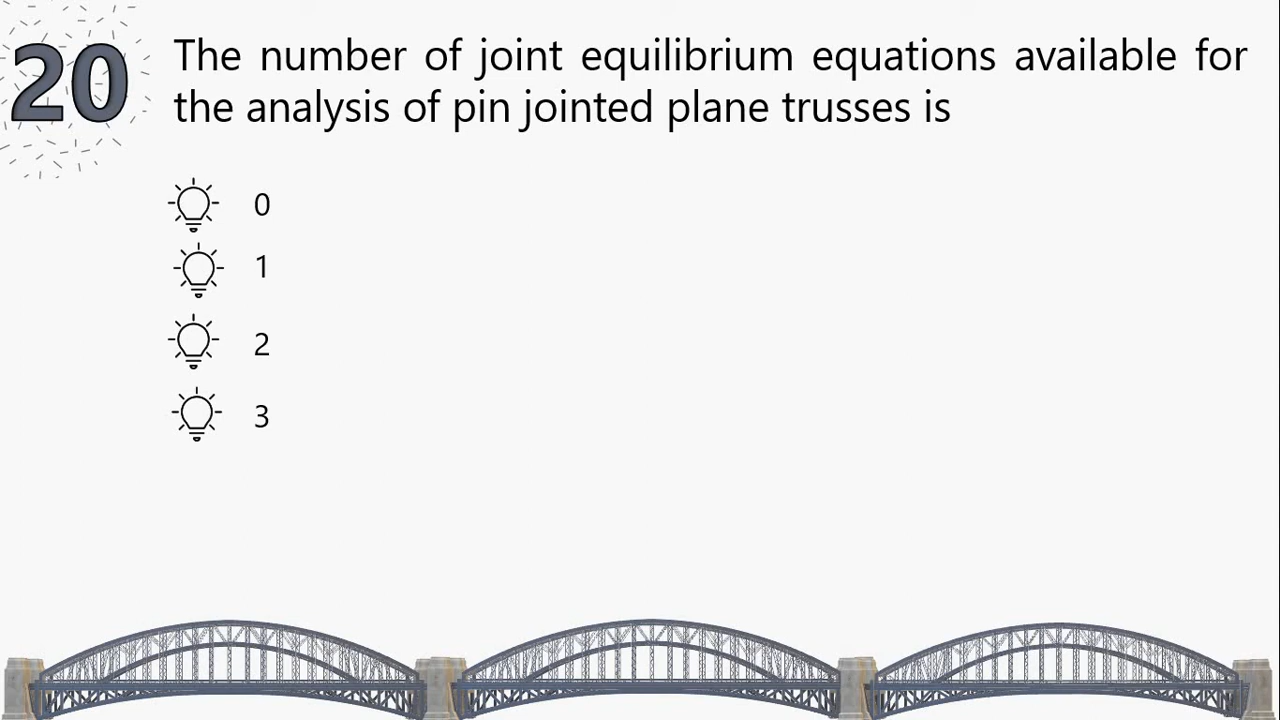 20
The number of joint equilibrium equations available for
the analysis of pin jointed plane trusses is
0
1
2
3